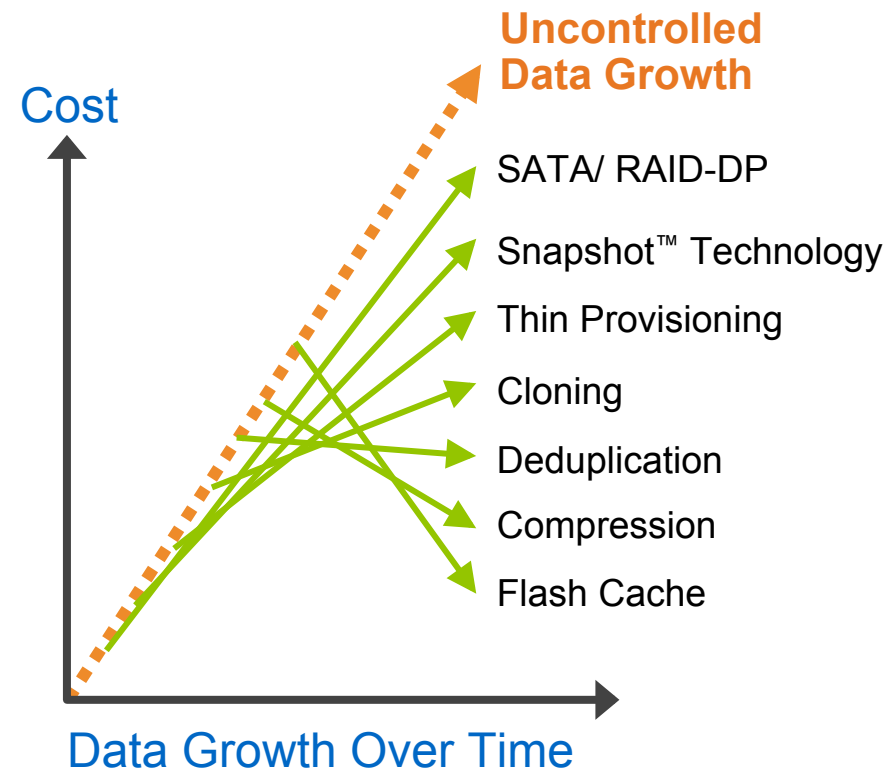 Uncontrolled
Data Growth
Cost
SATA/ RAID-DP
Snapshot™ Technology
Thin Provisioning
Cloning
Deduplication
Compression
Flash Cache
Data Growth Over Time